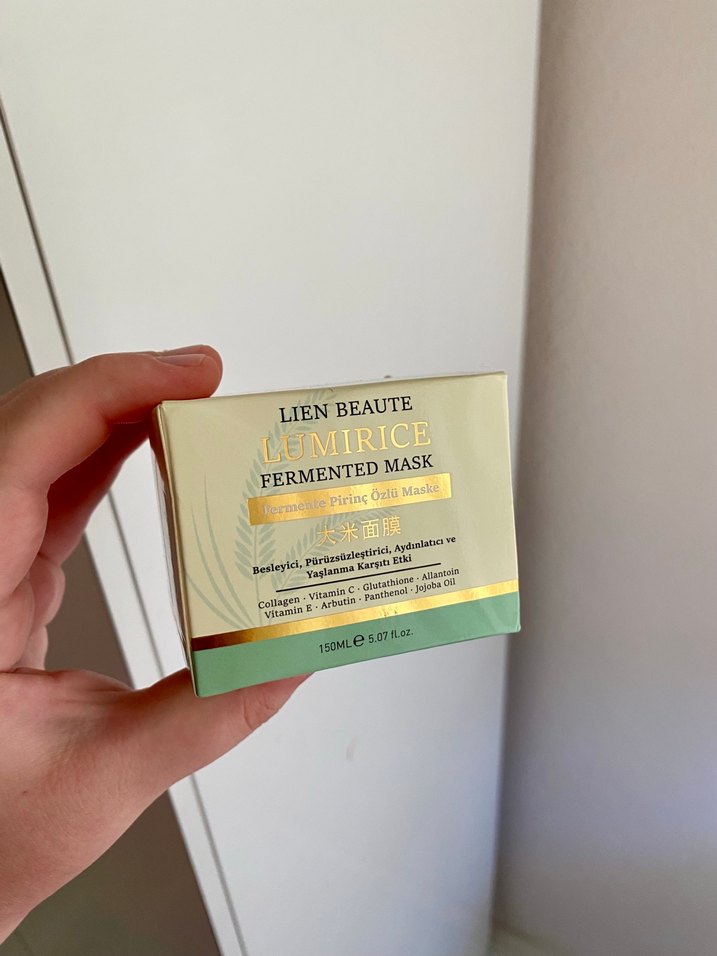 LIEN BEAUTE
LUMIRICE
FERMENTED MASK
Fermente Pirinç Özlü Maske
大米面膜
Besleyici, Pürüzsüzleştirici, Aydınlatıcı ve
Yaşlanma Karşıtı Etki
Collagen · Vitamin C · Glutathione · Allantoin
Vitamin E · Arbutin · Panthenol · Jojoba Oil
150ML℮ 5.07 fl.oz.